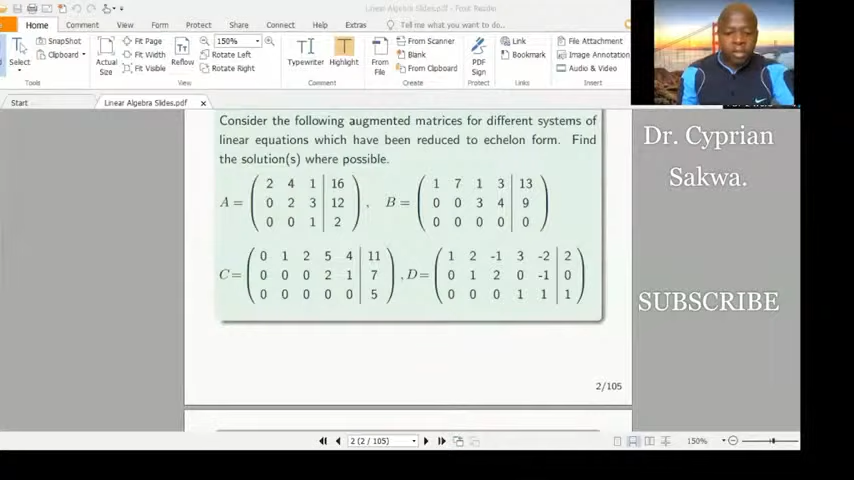 Linear Algebra Slides.pdf - Foxit Reader
Home Comment View Form Protect Share Connect Help Extras Tell me what you want to do...
SnapShot
Clipboard
Select
Tools
Actual Size
Fit Page
Fit Width
Fit Visible
Reflow
150%
Rotate Left
Rotate Right
View
Typewriter
Highlight
Comment
From File
From Scanner
Blank
From Clipboard
Create
PDF Sign
Protect
Link
Bookmark
Links
File Attachment
Image Annotation
Audio & Video
Insert
Start
Linear Algebra Slides.pdf
Consider the following augmented matrices for different systems of
linear equations which have been reduced to echelon form. Find
the solution(s) where possible.
A = ( 2 4 1 | 16
0 2 3 | 12
0 0 1 | 2 ) ,
B = ( 1 7 1 3 | 13
0 0 3 4 | 9
0 0 0 0 | 0 )
C = ( 0 1 2 5 4 | 11
0 0 0 2 1 | 7
0 0 0 0 0 | 5 )
, D = ( 1 2 -1 3 -2 | 2
0 1 2 0 -1 | 0
0 0 0 1 1 | 1 )
2/105
Dr. Cyprian
Sakwa.
SUBSCRIBE
2 (2 / 105)
150%